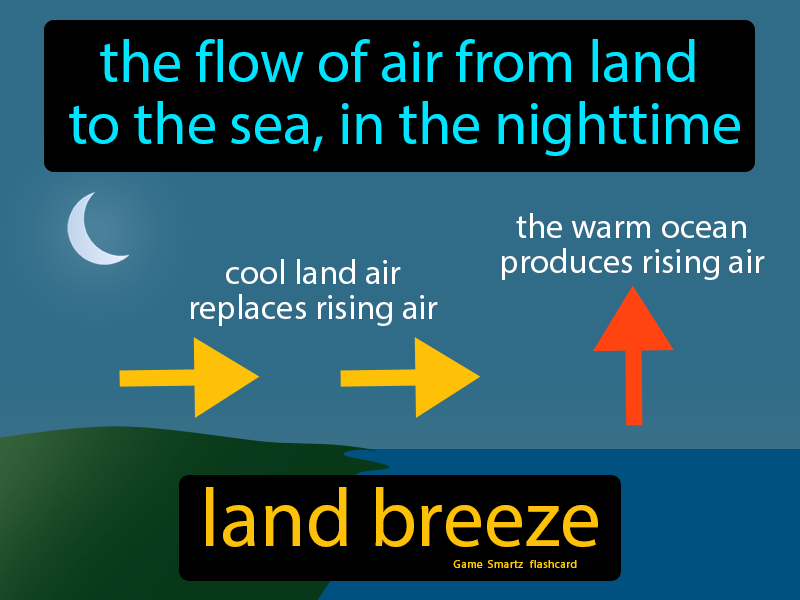 the flow of air from land
to the sea, in the nighttime
the warm ocean
produces rising air
cool land air
replaces rising air
land breeze
Game Smartz flashcard